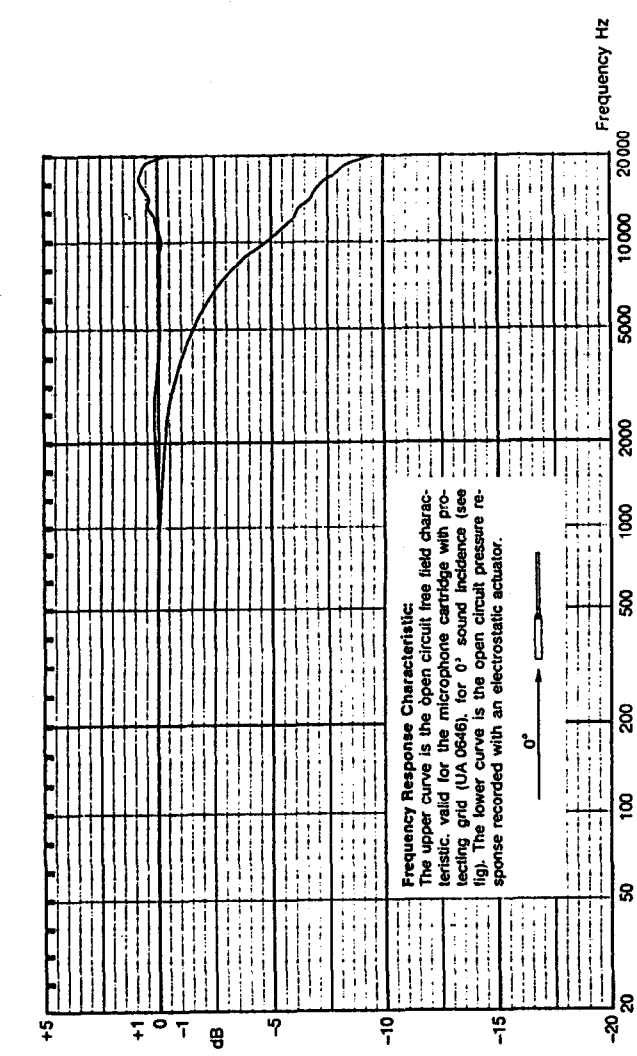 +5
+1
0
−1
dB
−5
−10
−15
−20
Frequency Response Characteristic:
The upper curve is the open circuit free field charac-
teristic, valid for the microphone cartridge with pro-
tecting grid (UA 0646), for 0° sound incidence (see
fig). The lower curve is the open circuit pressure re-
sponse recorded with an electrostatic actuator.
0°
20
50
100
200
500
1000
2000
5000
10000
20000
Frequency Hz